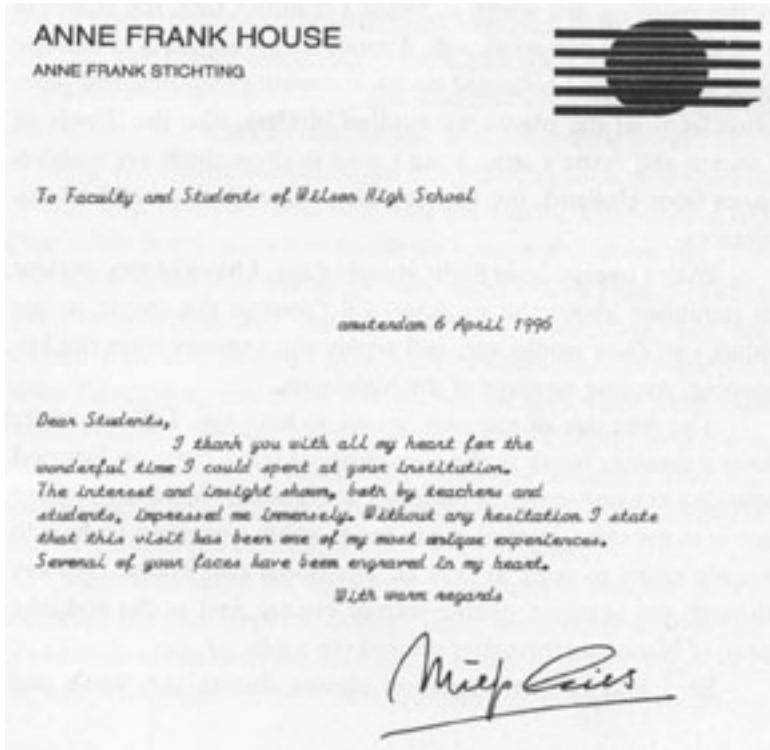 ANNE FRANK HOUSE
ANNE FRANK STICHTING
To Faculty and Students of Wilson High School
amsterdam 6 April 1996
Dear Students,
I thank you with all my heart for the
wonderful time I could spent at your institution.
The interest and insight shown, both by teachers and
students, impressed me immensely. Without any hesitation I state
that this visit has been one of my most unique experiences.
Several of your faces have been engraved in my heart.
With warm regards
Miep Gies